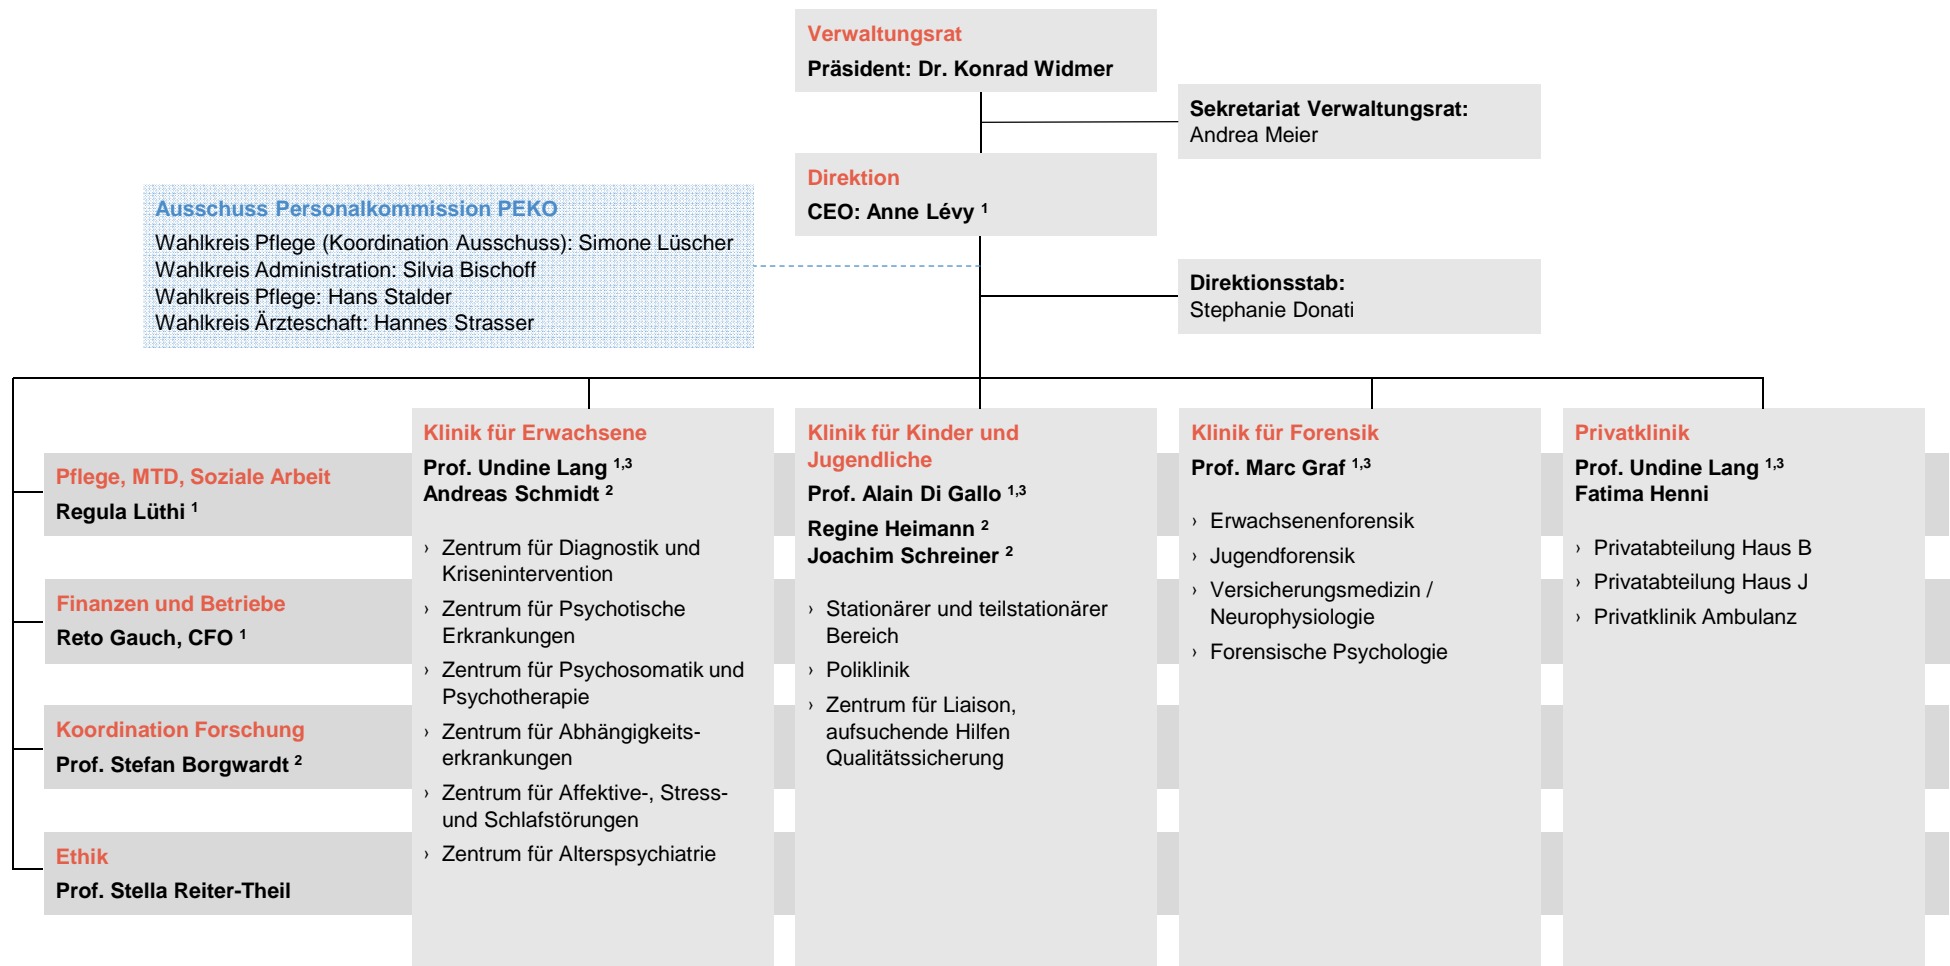 Verwaltungsrat
Präsident: Dr. Konrad Widmer
Sekretariat Verwaltungsrat:
Andrea Meier
Direktion
CEO: Anne Lévy ¹
Ausschuss Personalkommission PEKO
Wahlkreis Pflege (Koordination Ausschuss): Simone Lüscher
Wahlkreis Administration: Silvia Bischoff
Wahlkreis Pflege: Hans Stalder
Wahlkreis Ärzteschaft: Hannes Strasser
Direktionsstab:
Stephanie Donati
Pflege, MTD, Soziale Arbeit
Regula Lüthi ¹
Finanzen und Betriebe
Reto Gauch, CFO ¹
Koordination Forschung
Prof. Stefan Borgwardt ²
Ethik
Prof. Stella Reiter-Theil
Klinik für Erwachsene
Prof. Undine Lang ¹,³
Andreas Schmidt ²
› Zentrum für Diagnostik und
Krisenintervention
› Zentrum für Psychotische
Erkrankungen
› Zentrum für Psychosomatik und
Psychotherapie
› Zentrum für Abhängigkeits-
erkrankungen
› Zentrum für Affektive-, Stress-
und Schlafstörungen
› Zentrum für Alterspsychiatrie
Klinik für Kinder und
Jugendliche
Prof. Alain Di Gallo ¹,³
Regine Heimann ²
Joachim Schreiner ²
› Stationärer und teilstationärer
Bereich
› Poliklinik
› Zentrum für Liaison,
aufsuchende Hilfen
Qualitätssicherung
Klinik für Forensik
Prof. Marc Graf ¹,³
› Erwachsenenforensik
› Jugendforensik
› Versicherungsmedizin /
Neurophysiologie
› Forensische Psychologie
Privatklinik
Prof. Undine Lang ¹,³
Fatima Henni
› Privatabteilung Haus B
› Privatabteilung Haus J
› Privatklinik Ambulanz